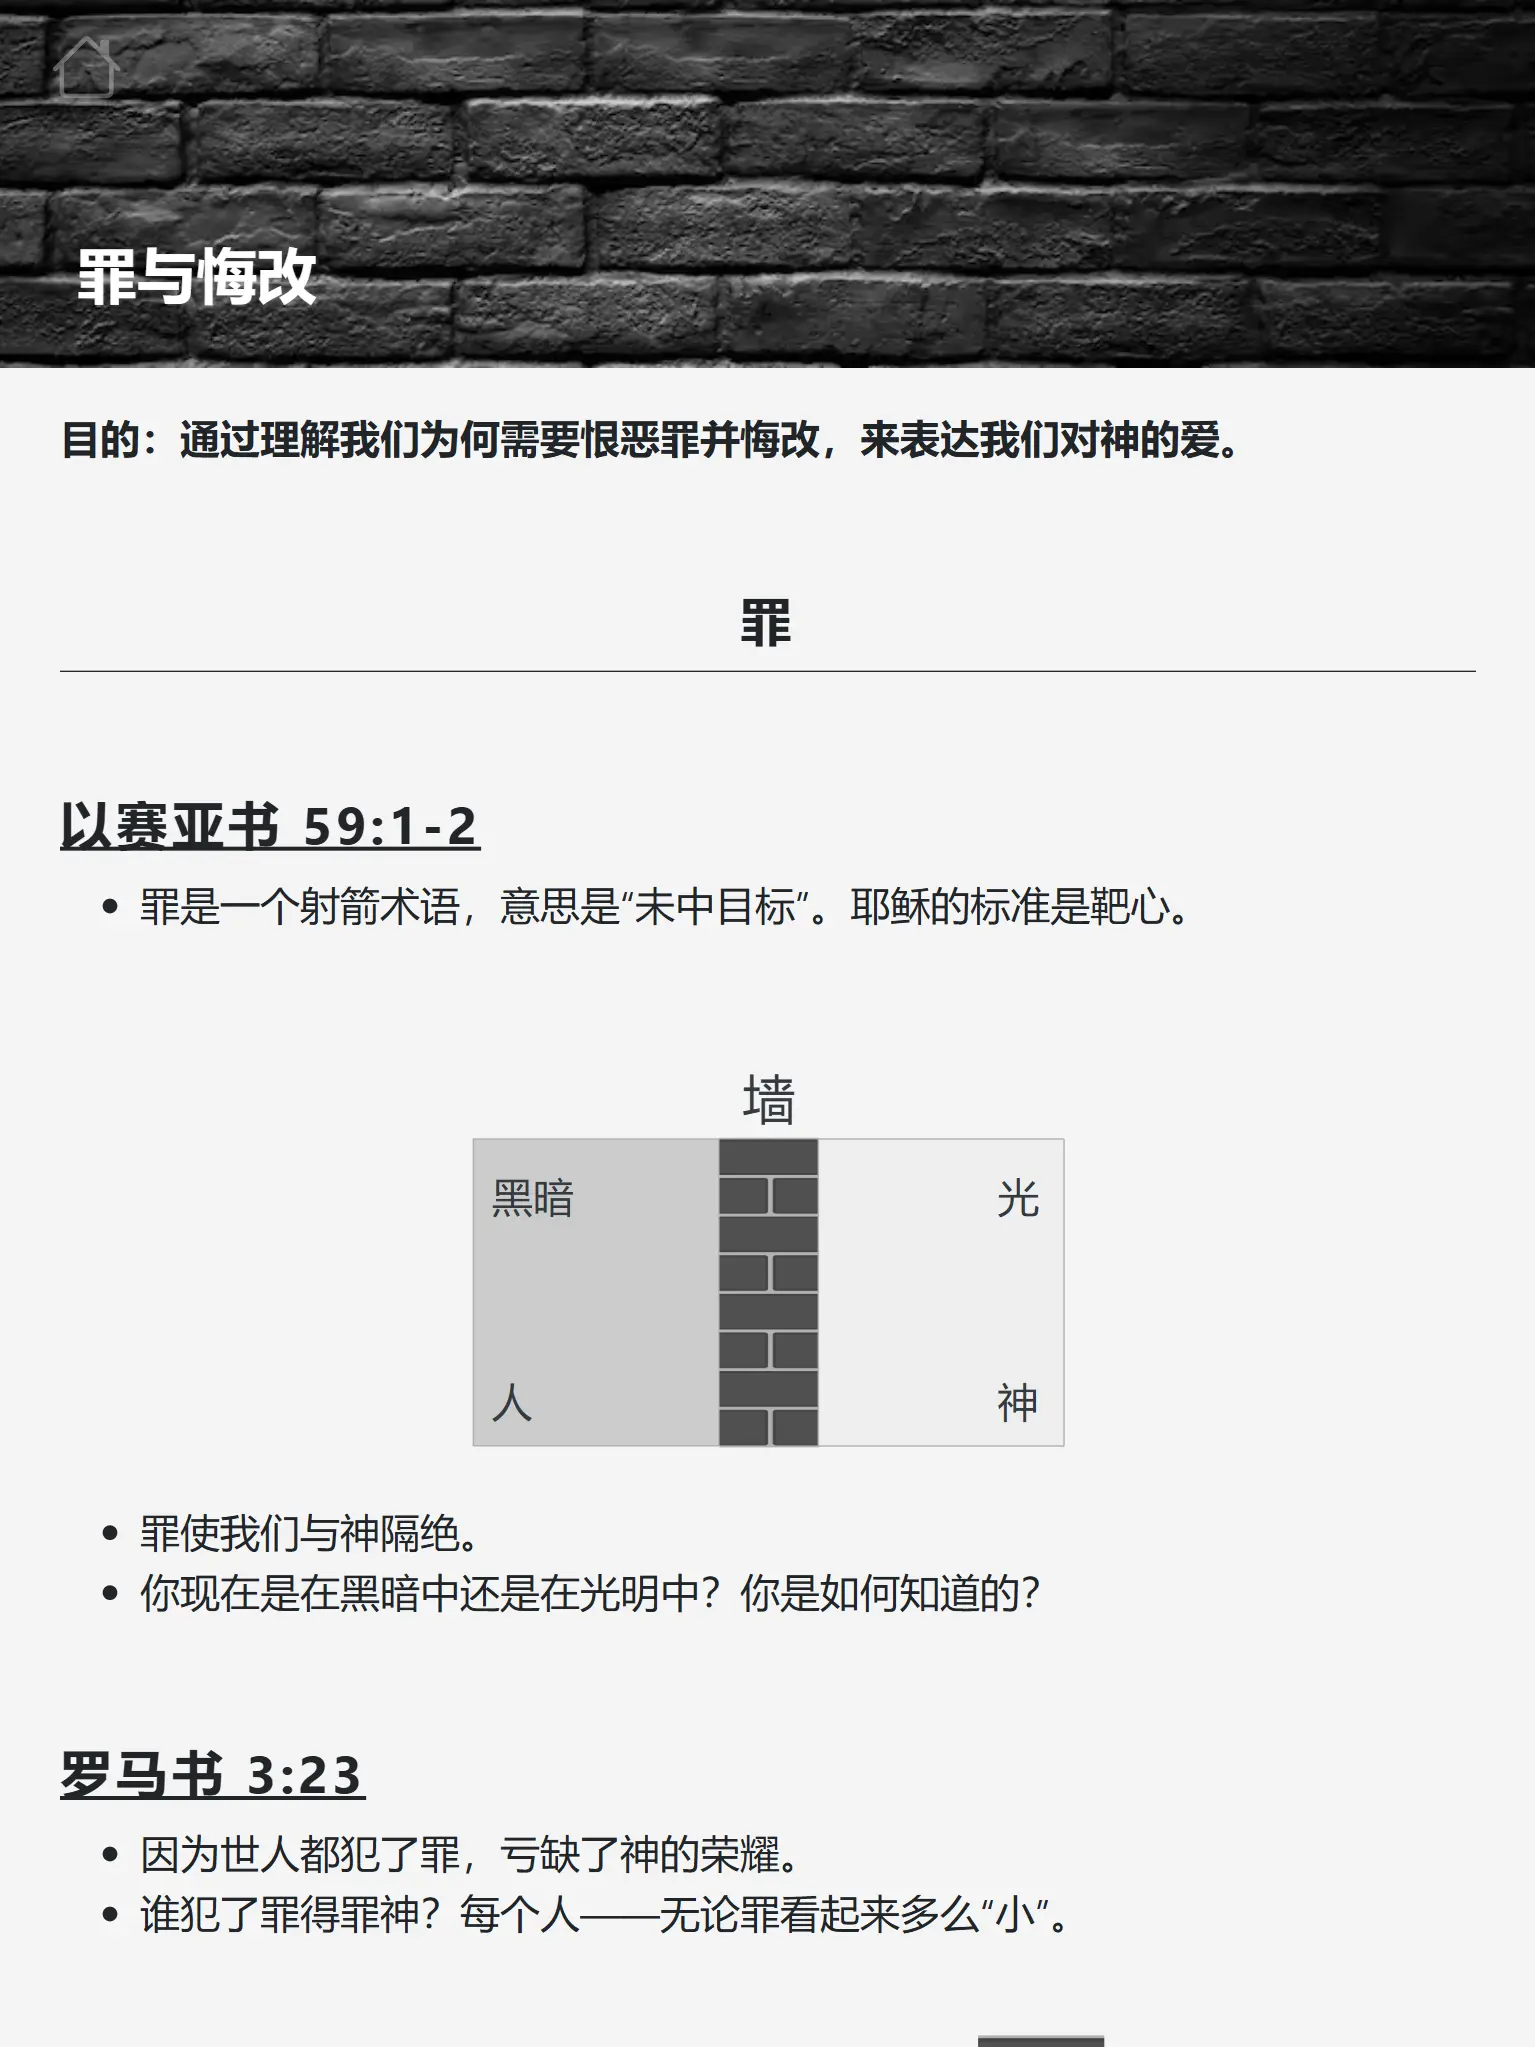 罪与悔改
目的：通过理解我们为何需要恨恶罪并悔改，来表达我们对神的爱。
罪
以赛亚书 59:1-2
• 罪是一个射箭术语，意思是“未中目标”。耶稣的标准是靶心。
墙
黑暗 光
人 神
• 罪使我们与神隔绝。
• 你现在是在黑暗中还是在光明中？你是如何知道的？
罗马书 3:23
• 因为世人都犯了罪，亏缺了神的荣耀。
• 谁犯了罪得罪神？每个人——无论罪看起来多么“小”。